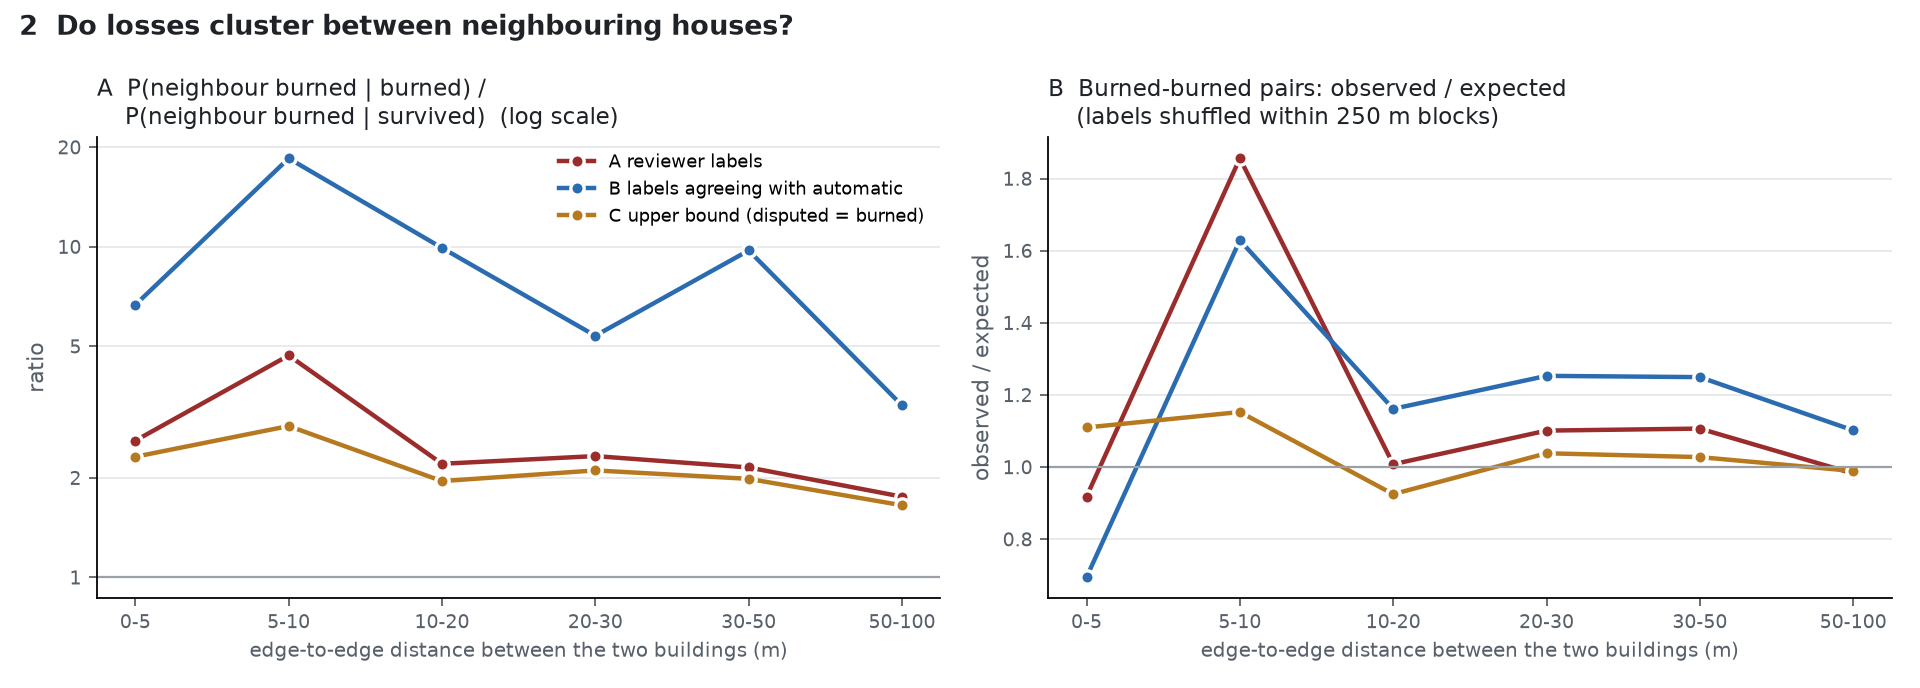 2 Do losses cluster between neighbouring houses?
A P(neighbour burned | burned) /
P(neighbour burned | survived) (log scale)
20
10
5
2
1
ratio
A reviewer labels
B labels agreeing with automatic
C upper bound (disputed = burned)
0-5 5-10 10-20 20-30 30-50 50-100
edge-to-edge distance between the two buildings (m)
B Burned-burned pairs: observed / expected
(labels shuffled within 250 m blocks)
1.8
1.6
1.4
1.2
1.0
0.8
observed / expected
0-5 5-10 10-20 20-30 30-50 50-100
edge-to-edge distance between the two buildings (m)